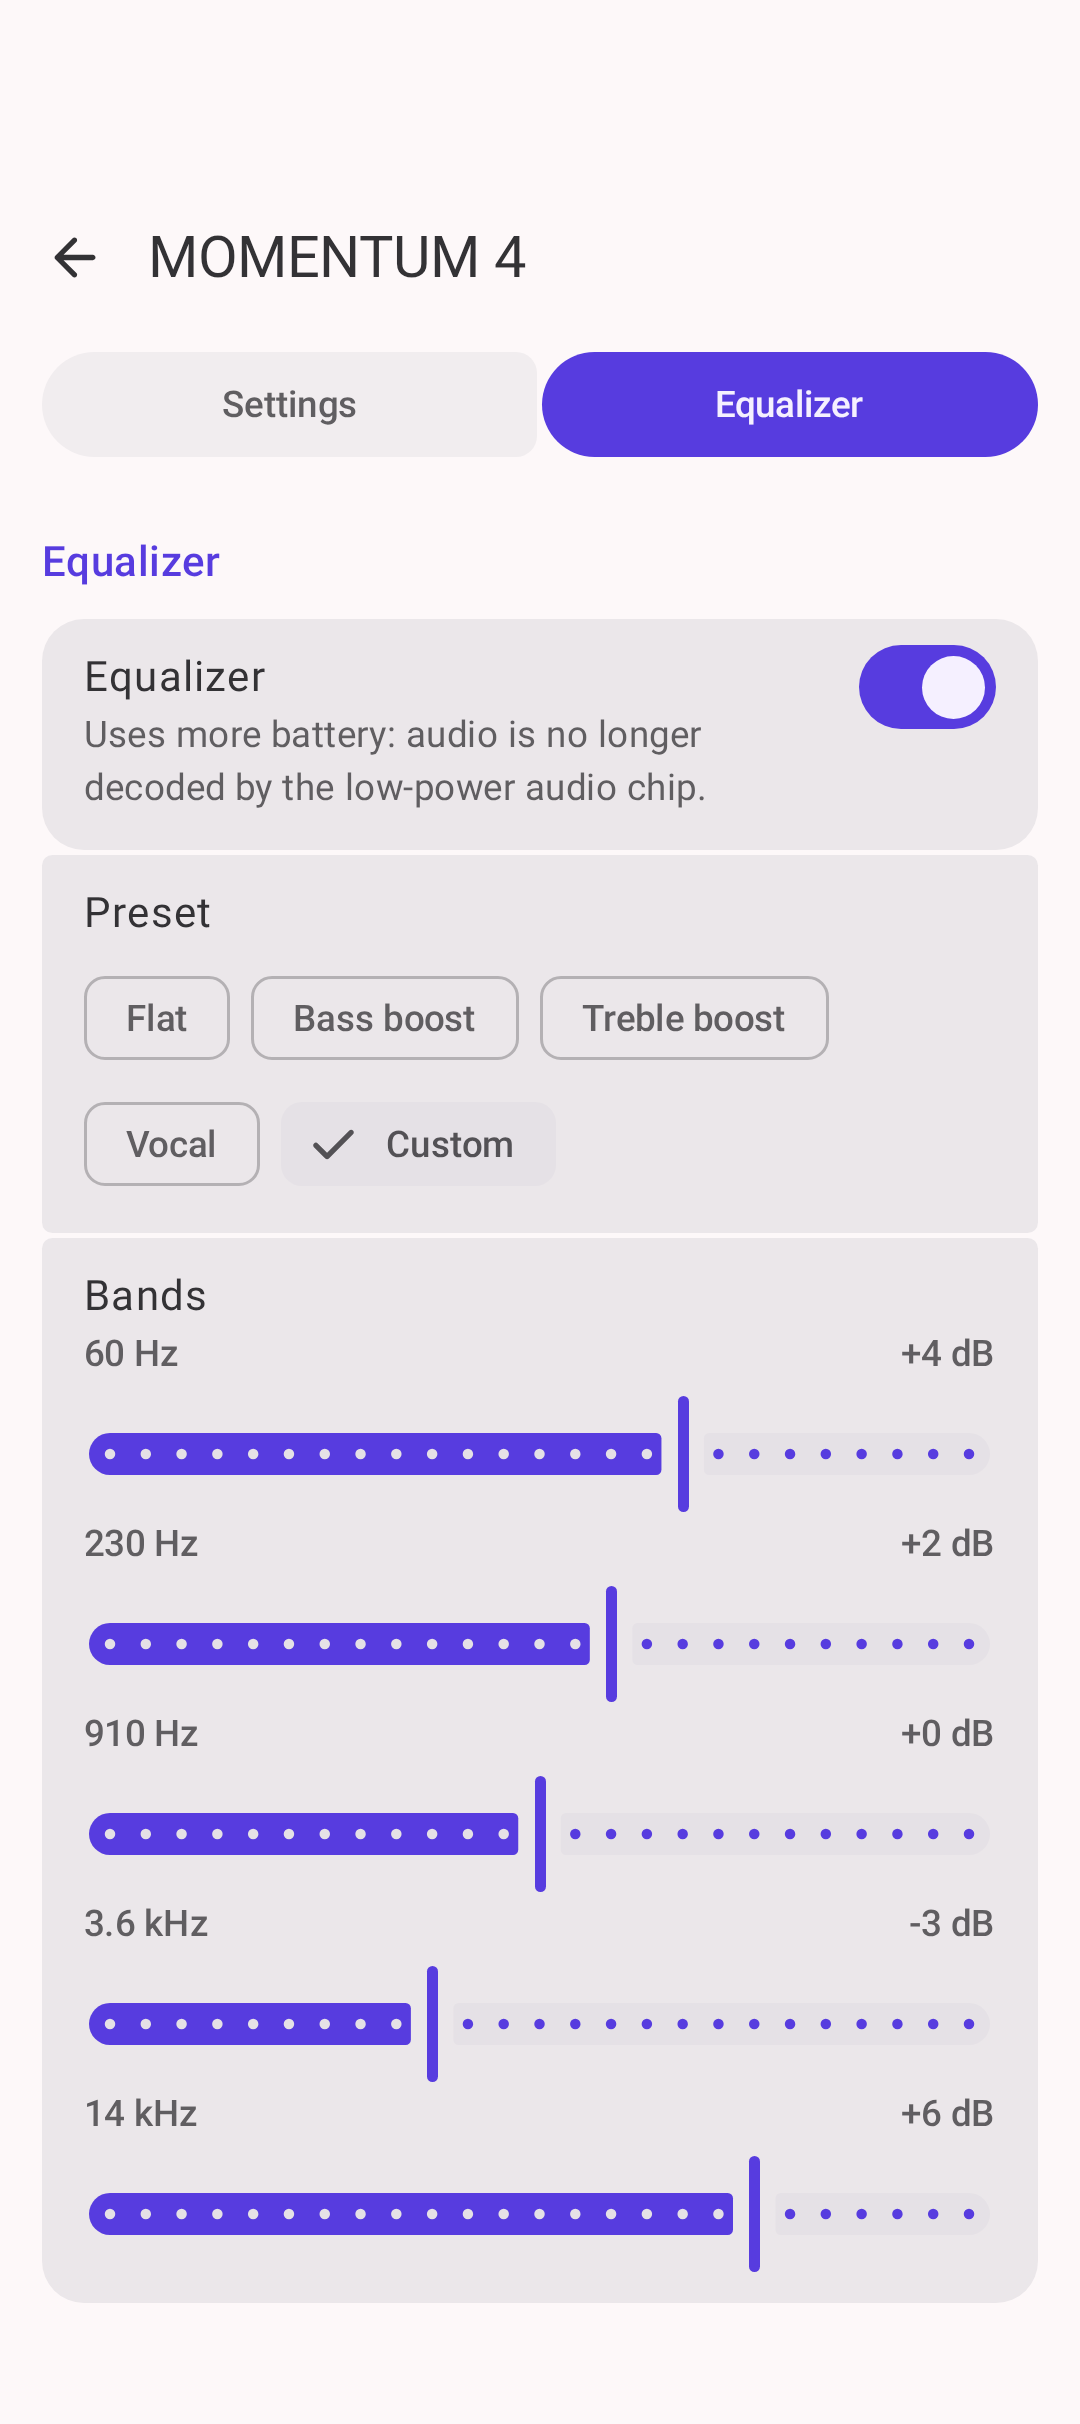 MOMENTUM 4
Settings
Equalizer
Equalizer
Equalizer
Uses more battery: audio is no longer
decoded by the low-power audio chip.
Preset
Flat
Bass boost
Treble boost
Vocal
Custom
Bands
60 Hz
+4 dB
230 Hz
+2 dB
910 Hz
+0 dB
3.6 kHz
-3 dB
14 kHz
+6 dB